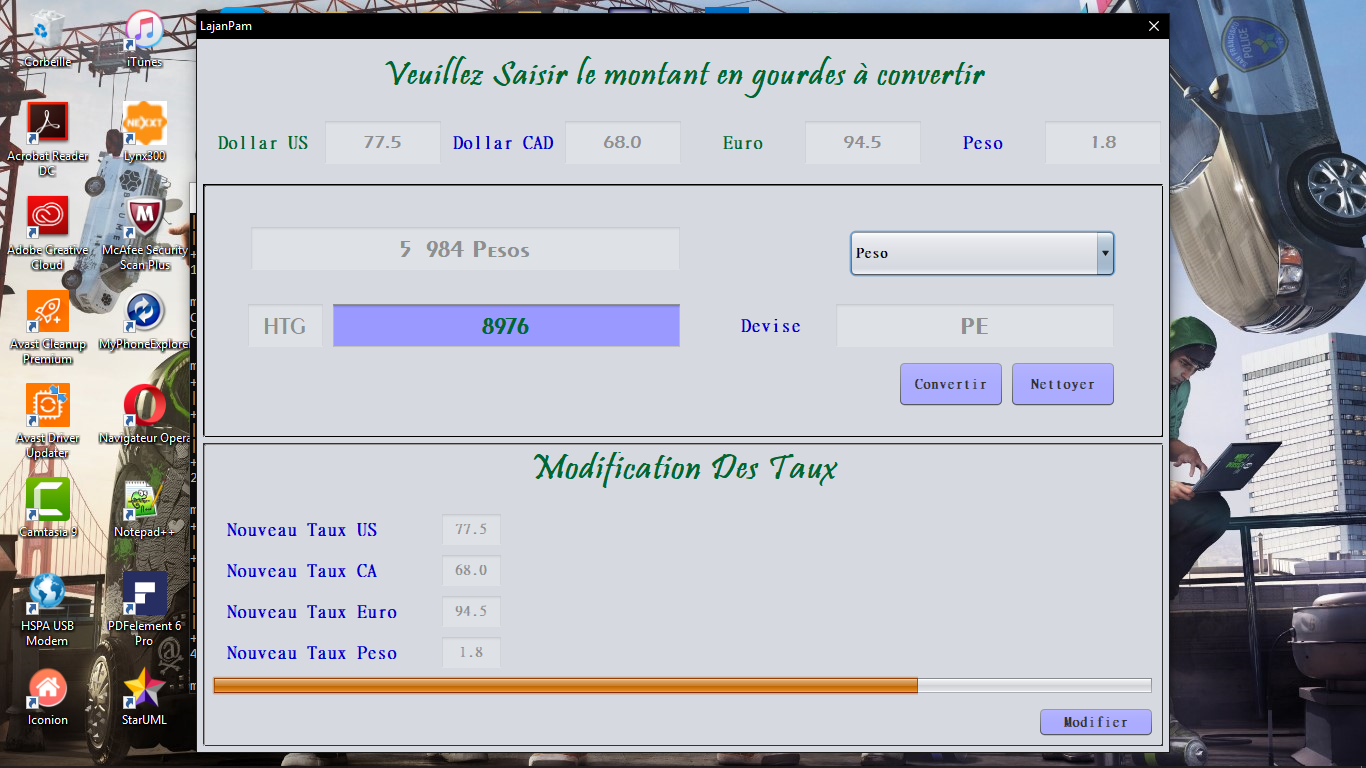 LajanPam
Veuillez Saisir le montant en gourdes à convertir
Dollar US 77.5 Dollar CAD 68.0 Euro 94.5 Peso 1.8
5 984 Pesos
Peso
HTG 8976 Devise PE
Convertir Nettoyer
Modification Des Taux
Nouveau Taux US 77.5
Nouveau Taux CA 68.0
Nouveau Taux Euro 94.5
Nouveau Taux Peso 1.8
Modifier
Corbeille
iTunes
Acrobat Reader
DC
Lynx300
NEXXT
Adobe Creative
Cloud
McAfee Security
Scan Plus
Avast Cleanup
Premium
MyPhoneExplore
Avast Driver
Updater
Navigateur Opera
Camtasia 9
Notepad++
HSPA USB
Modem
PDFelement 6
Pro
Iconion
StarUML
POLICE